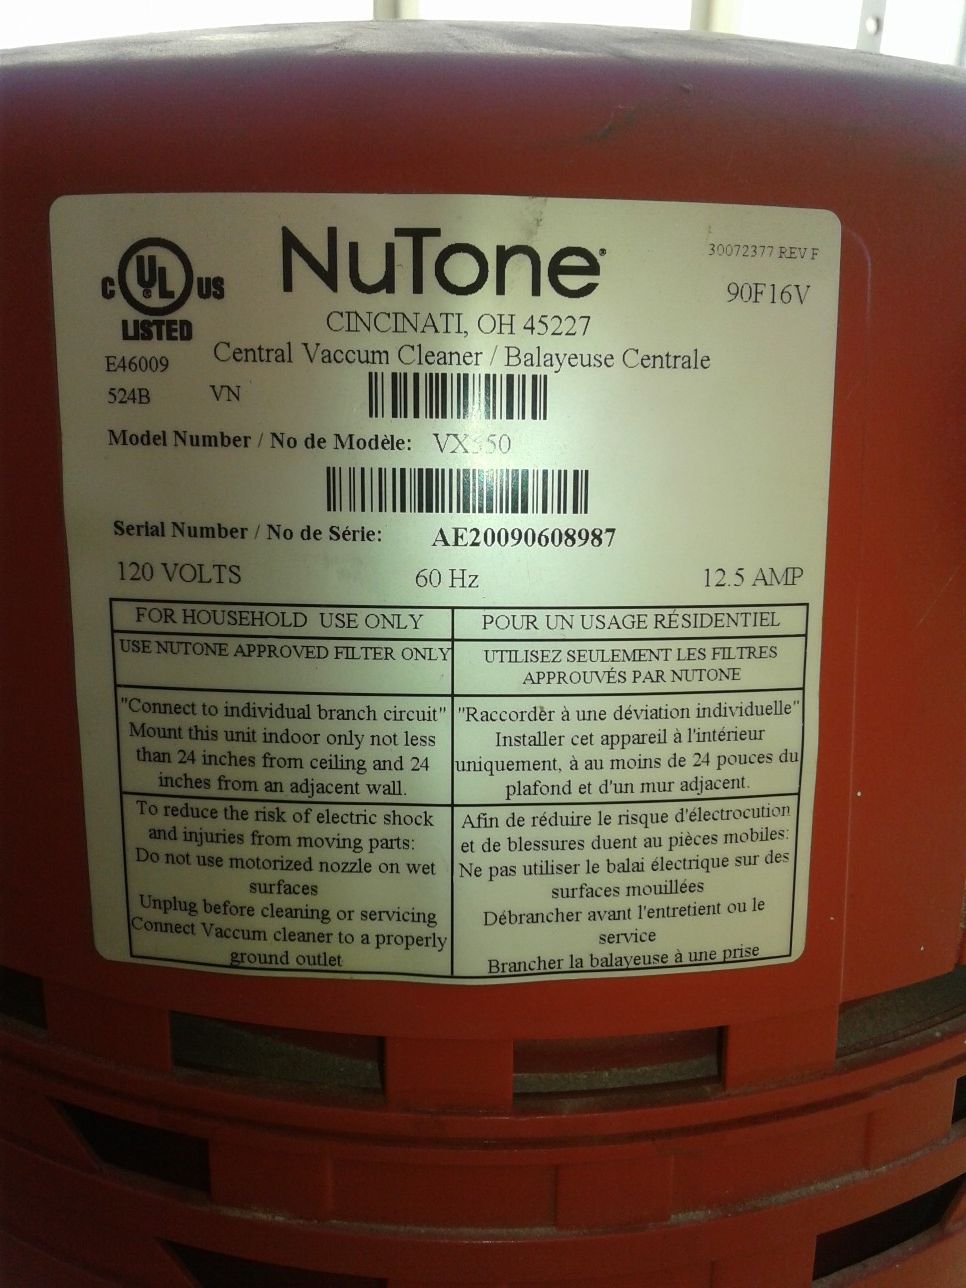 NuTone
30072377 REV F
90F16V
C UL US
LISTED
CINCINATI, OH 45227
E46009
Central Vaccum Cleaner / Balayeuse Centrale
524B VN
Model Number / No de Modèle:
Serial Number / No de Série: AE20090608987
120 VOLTS 60 Hz 12.5 AMP
FOR HOUSEHOLD USE ONLY
USE NUTONE APPROVED FILTER ONLY
"Connect to individual branch circuit"
Mount this unit indoor only not less
than 24 inches from ceiling and 24
inches from an adjacent wall.
To reduce the risk of electric shock
and injuries from moving parts:
Do not use motorized nozzle on wet
surfaces
Unplug before cleaning or servicing
Connect Vaccum cleaner to a properly
ground outlet
POUR UN USAGE RÉSIDENTIEL
UTILISEZ SEULEMENT LES FILTRES
APPROUVÉS PAR NUTONE
"Raccorder à une déviation individuelle"
Installer cet appareil à l'intérieur
uniquement, à au moins de 24 pouces du
plafond et d'un mur adjacent.
Afin de réduire le risque d'électrocution
et de blessures duent au pièces mobiles:
Ne pas utiliser le balai électrique sur des
surfaces mouillées
Débrancher avant l'entretient ou le
service
Brancher la balayeuse à une prise